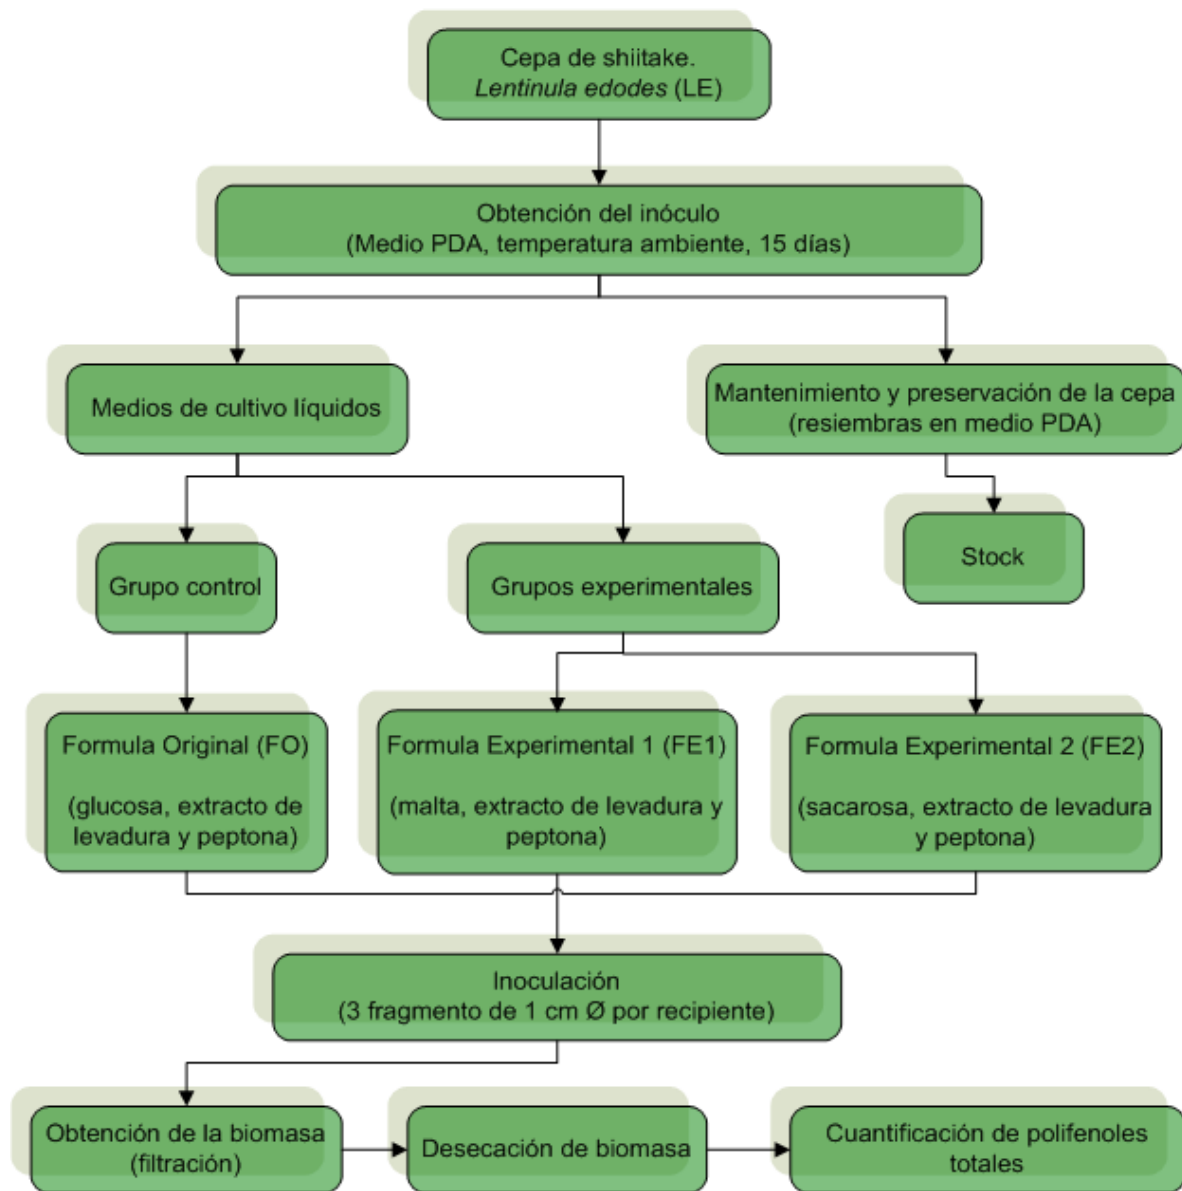 Cepa de shiitake.
Lentinula edodes (LE)
Obtención del inóculo
(Medio PDA, temperatura ambiente, 15 días)
Medios de cultivo líquidos
Mantenimiento y preservación de la cepa
(resiembras en medio PDA)
Grupo control
Grupos experimentales
Stock
Formula Original (FO)
(glucosa, extracto de
levadura y peptona)
Formula Experimental 1 (FE1)
(malta, extracto de levadura y
peptona)
Formula Experimental 2 (FE2)
(sacarosa, extracto de levadura
y peptona)
Inoculación
(3 fragmento de 1 cm Ø por recipiente)
Obtención de la biomasa
(filtración)
Desecación de biomasa
Cuantificación de polifenoles
totales